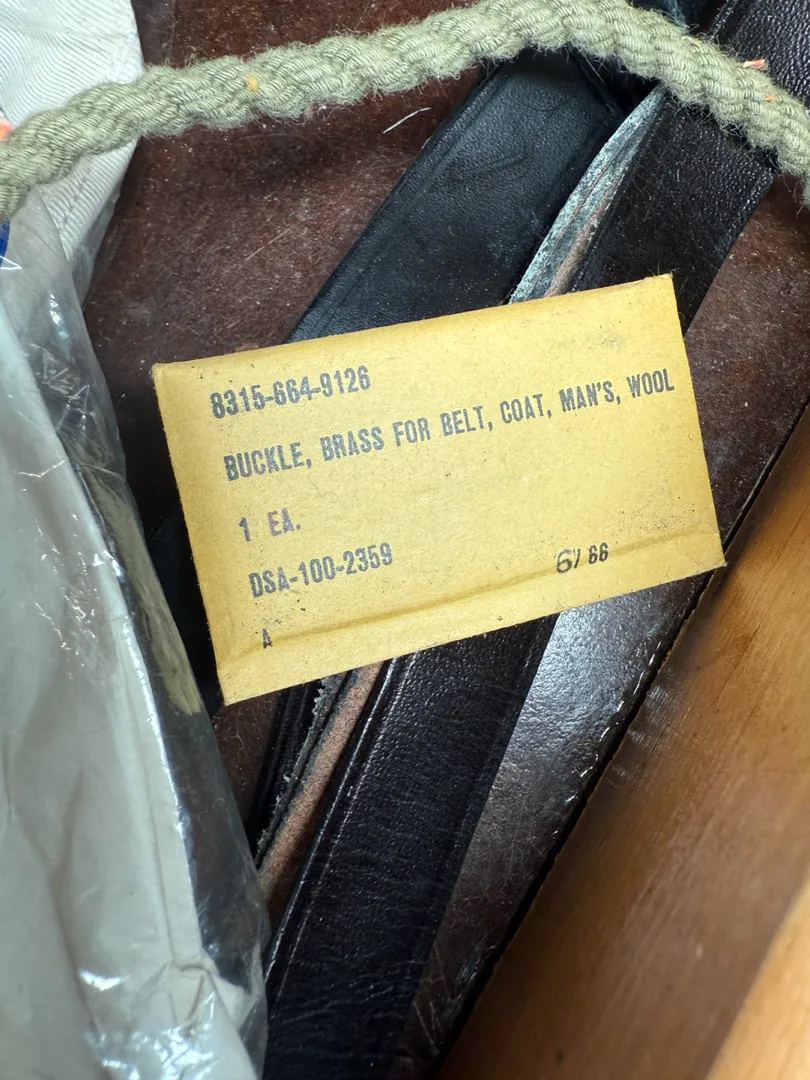 8315-664-9126
BUCKLE, BRASS FOR BELT, COAT, MAN'S, WOOL
1 EA.
DSA-100-2359
6/ 66
A